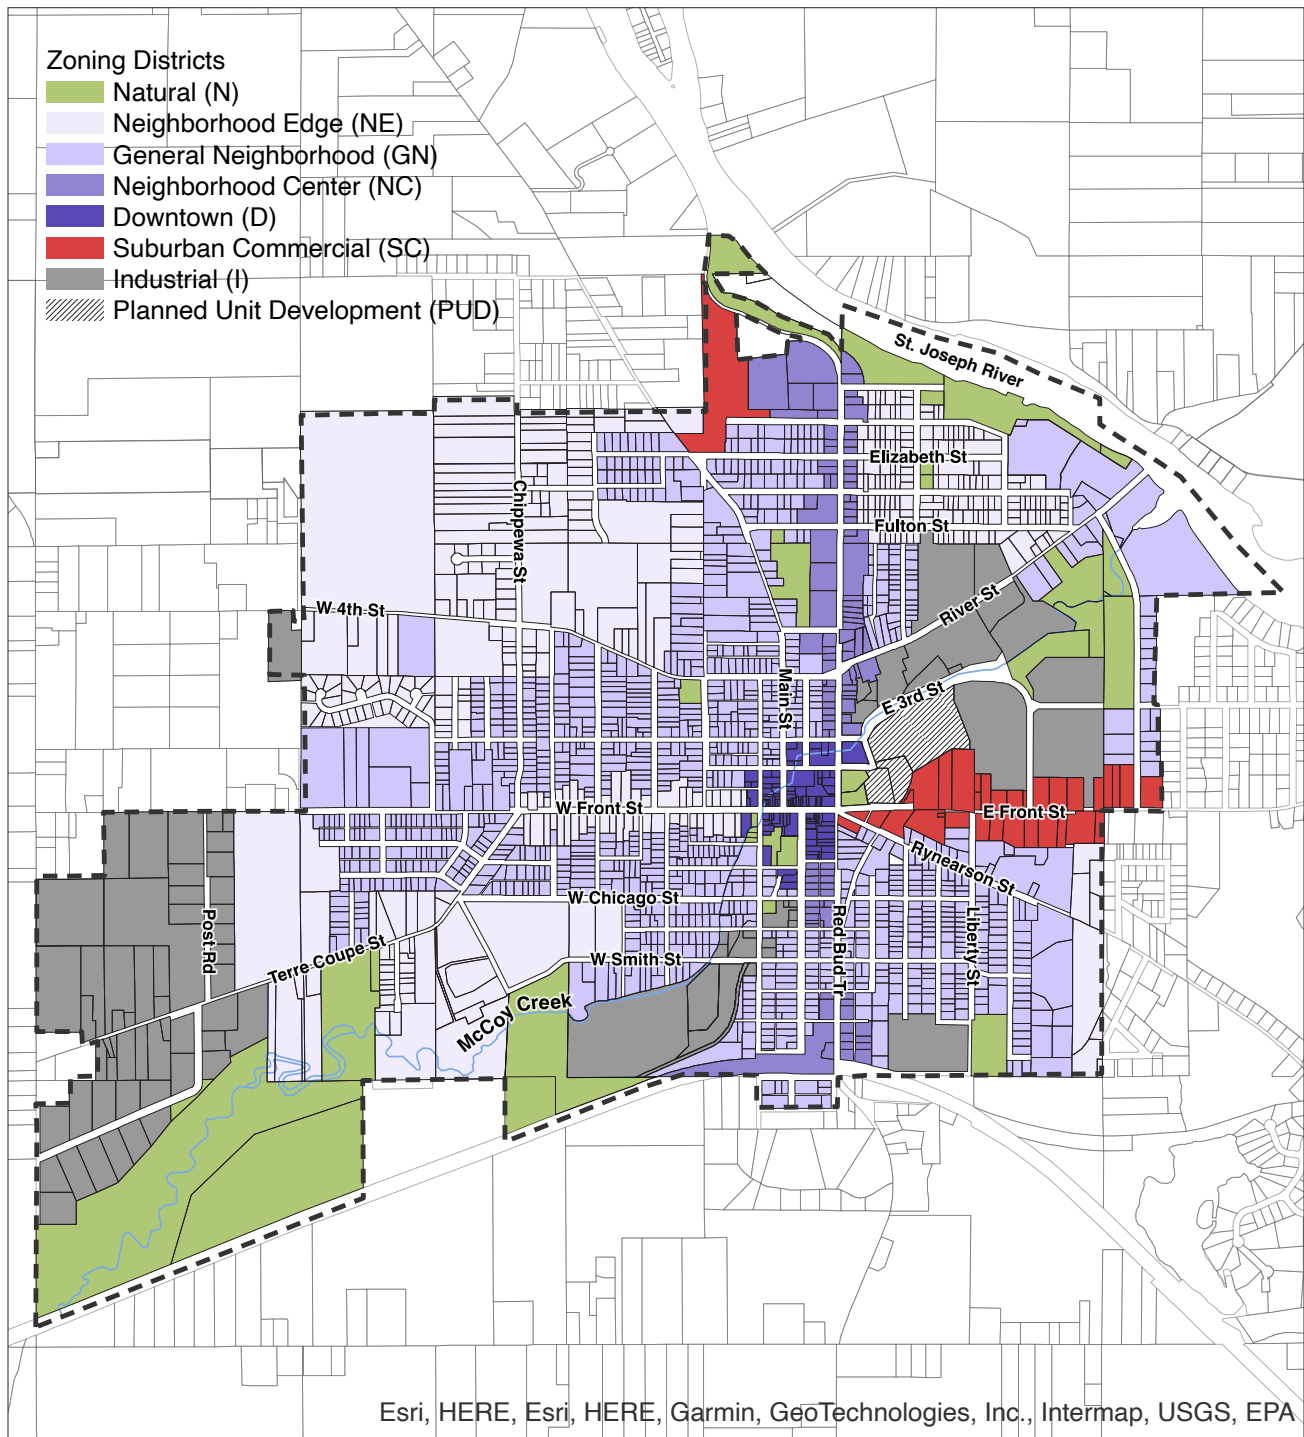 Zoning Districts
Natural (N)
Neighborhood Edge (NE)
General Neighborhood (GN)
Neighborhood Center (NC)
Downtown (D)
Suburban Commercial (SC)
Industrial (I)
Planned Unit Development (PUD)
St. Joseph River
Elizabeth St
Chippewa St
Fulton St
W 4th St
River St
Main St
E 3rd St
W Front St
E Front St
Rynearson St
W Chicago St
Post Rd
Red Bud Tr
Liberty St
Terre Coupe St
W Smith St
McCoy Creek
Esri, HERE, Esri, HERE, Garmin, GeoTechnologies, Inc., Intermap, USGS, EPA